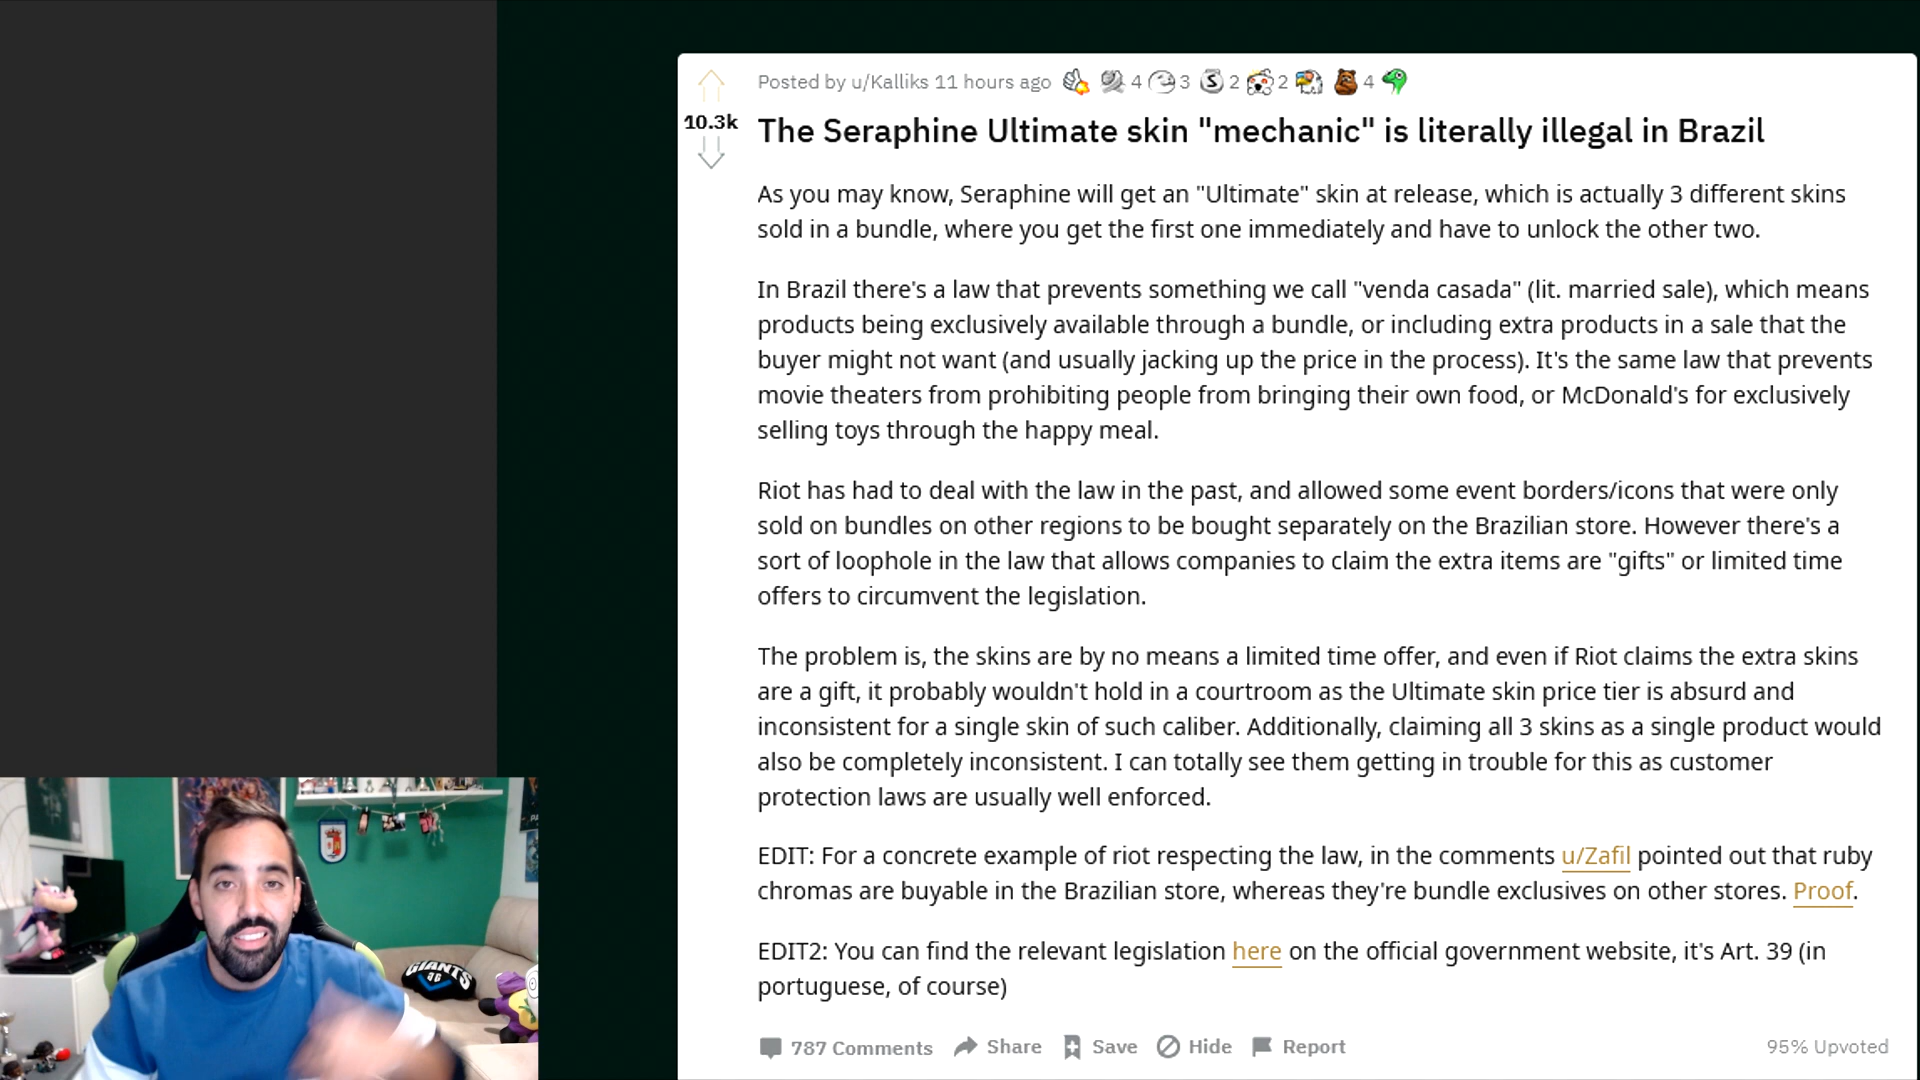 Posted by u/Kalliks 11 hours ago 4 3 2 2 4
10.3k
The Seraphine Ultimate skin "mechanic" is literally illegal in Brazil
As you may know, Seraphine will get an "Ultimate" skin at release, which is actually 3 different skins
sold in a bundle, where you get the first one immediately and have to unlock the other two.
In Brazil there's a law that prevents something we call "venda casada" (lit. married sale), which means
products being exclusively available through a bundle, or including extra products in a sale that the
buyer might not want (and usually jacking up the price in the process). It's the same law that prevents
movie theaters from prohibiting people from bringing their own food, or McDonald's for exclusively
selling toys through the happy meal.
Riot has had to deal with the law in the past, and allowed some event borders/icons that were only
sold on bundles on other regions to be bought separately on the Brazilian store. However there's a
sort of loophole in the law that allows companies to claim the extra items are "gifts" or limited time
offers to circumvent the legislation.
The problem is, the skins are by no means a limited time offer, and even if Riot claims the extra skins
are a gift, it probably wouldn't hold in a courtroom as the Ultimate skin price tier is absurd and
inconsistent for a single skin of such caliber. Additionally, claiming all 3 skins as a single product would
also be completely inconsistent. I can totally see them getting in trouble for this as customer
protection laws are usually well enforced.
EDIT: For a concrete example of riot respecting the law, in the comments u/Zafil pointed out that ruby
chromas are buyable in the Brazilian store, whereas they're bundle exclusives on other stores. Proof.
EDIT2: You can find the relevant legislation here on the official government website, it's Art. 39 (in
portuguese, of course)
787 Comments Share Save Hide Report 95% Upvoted
GIANTS